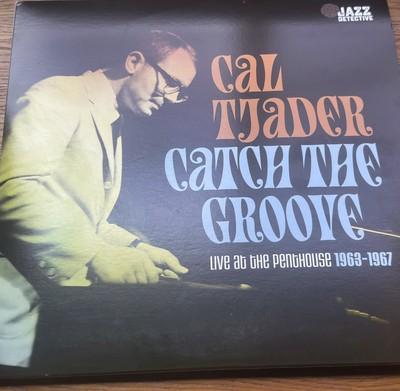 JAZZ
DETECTIVE
CAL
TJADER
CATCH THE
GROOVE
LIVE AT THE PENTHOUSE 1963-1967